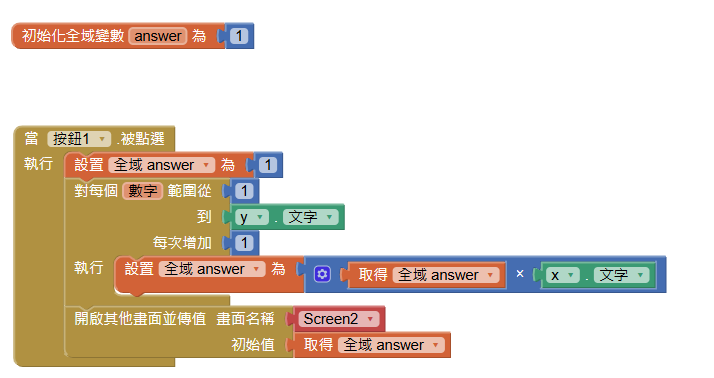 初始化全域變數 answer 為 1
當 按鈕1 .被點選
執行 設置 全域 answer 為 1
對每個 數字 範圍從 1
到 y . 文字
每次增加 1
執行 設置 全域 answer 為 取得 全域 answer × x . 文字
開啟其他畫面並傳值 畫面名稱 Screen2
初始值 取得 全域 answer